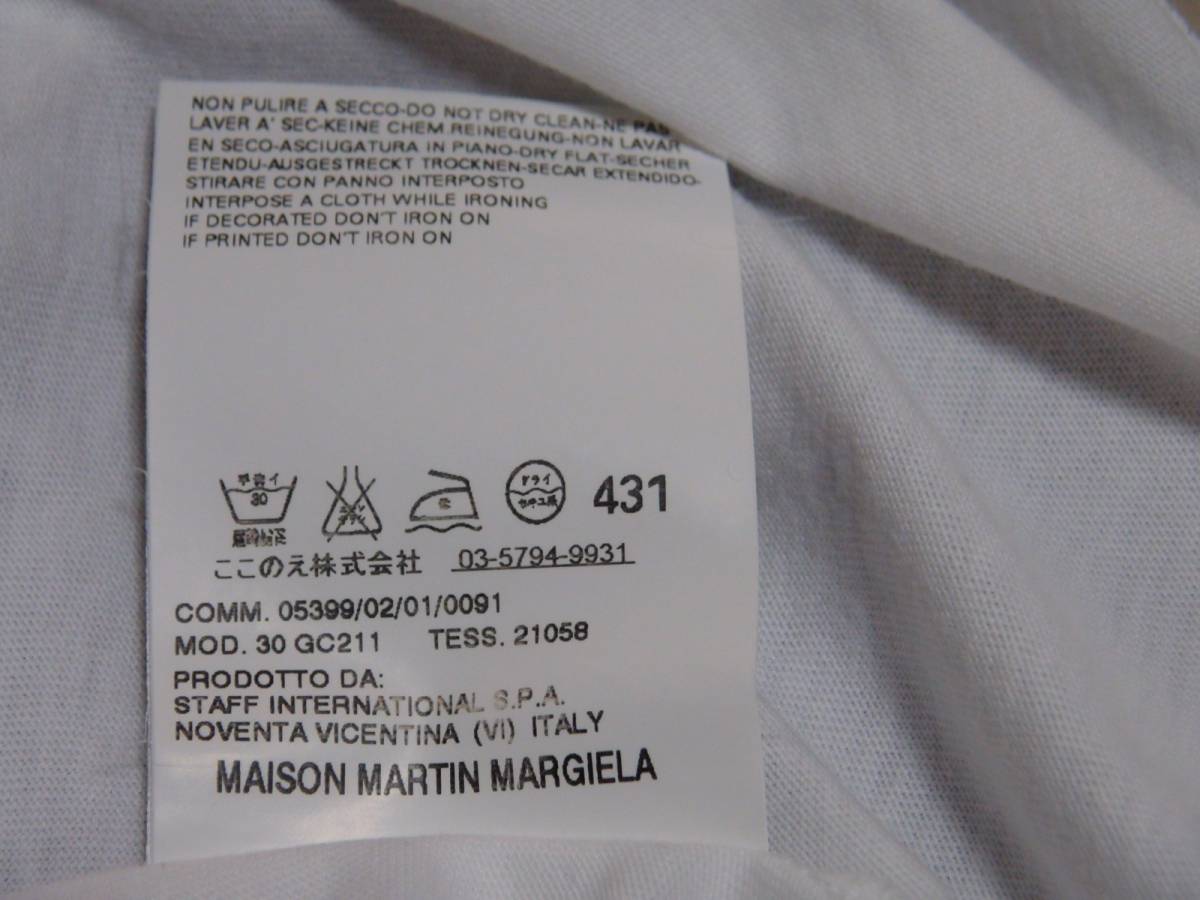 NON PULIRE A SECCO-DO NOT DRY CLEAN-NE PAS
LAVER A' SEC-KEINE CHEM.REINEGUNG-NON LAVAR
EN SECO-ASCIUGATURA IN PIANO-DRY FLAT-SECHER
ETENDU-AUSGESTRECKT TROCKNEN-SECAR EXTENDIDO-
STIRARE CON PANNO INTERPOSTO
INTERPOSE A CLOTH WHILE IRONING
IF DECORATED DON'T IRON ON
IF PRINTED DON'T IRON ON
手洗イ
30
ドライ
431
ここのえ株式会社 03-5794-9931
COMM. 05399/02/01/0091
MOD. 30 GC211 TESS. 21058
PRODOTTO DA:
STAFF INTERNATIONAL S.P.A.
NOVENTA VICENTINA (VI) ITALY
MAISON MARTIN MARGIELA